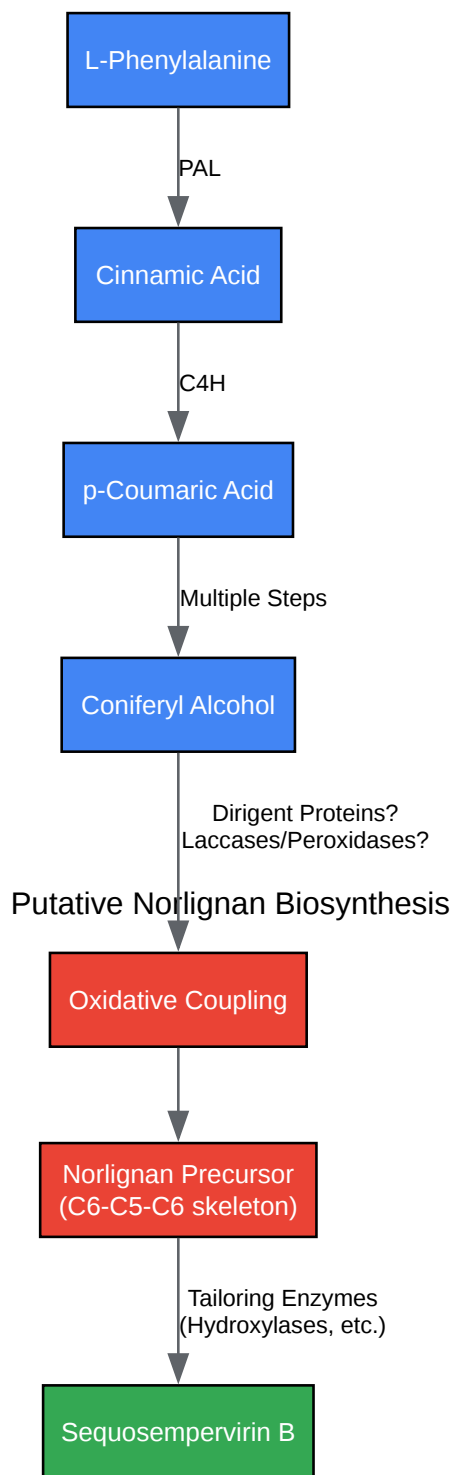 L-Phenylalanine
PAL
Cinnamic Acid
C4H
p-Coumaric Acid
Multiple Steps
Coniferyl Alcohol
Dirigent Proteins?
Laccases/Peroxidases?
Putative Norlignan Biosynthesis
Oxidative Coupling
Norlignan Precursor
(C6-C5-C6 skeleton)
Tailoring Enzymes
(Hydroxylases, etc.)
Sequosempervirin B